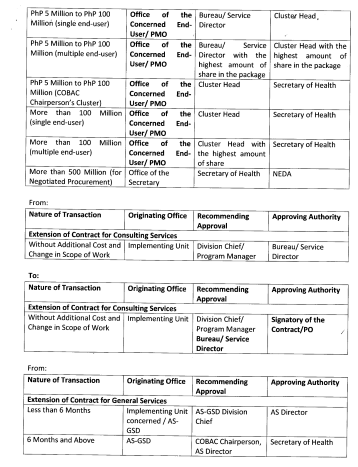 PhP 5 Million to PhP 100 Million (single end-user) Office of the Concerned End-User/ PMO Bureau/ Service Director Cluster Head
PhP 5 Million to PhP 100 Million (multiple end-user) Office of the Concerned End-User/ PMO Bureau/ Service Director with the highest amount of share in the package Cluster Head with the highest amount of share in the package
PhP 5 Million to PhP 100 Million (COBAC Chairperson's Cluster) Office of the Concerned End-User/ PMO Cluster Head Secretary of Health
More than 100 Million (single end-user) Office of the Concerned End-User/ PMO Cluster Head Secretary of Health
More than 100 Million (multiple end-user) Office of the Concerned End-User/ PMO Cluster Head with the highest amount of share Secretary of Health
More than 500 Million (for Negotiated Procurement) Office of the Secretary Secretary of Health NEDA
From:
Nature of Transaction Originating Office Recommending Approval Approving Authority
Extension of Contract for Consulting Services
Without Additional Cost and Change in Scope of Work Implementing Unit Division Chief/ Program Manager Bureau/ Service Director
To:
Nature of Transaction Originating Office Recommending Approval Approving Authority
Extension of Contract for Consulting Services
Without Additional Cost and Change in Scope of Work Implementing Unit Division Chief/ Program Manager Bureau/ Service Director Signatory of the Contract/PO
From:
Nature of Transaction Originating Office Recommending Approval Approving Authority
Extension of Contract for General Services
Less than 6 Months Implementing Unit concerned / AS-GSD AS-GSD Division Chief AS Director
6 Months and Above AS-GSD COBAC Chairperson, AS Director Secretary of Health